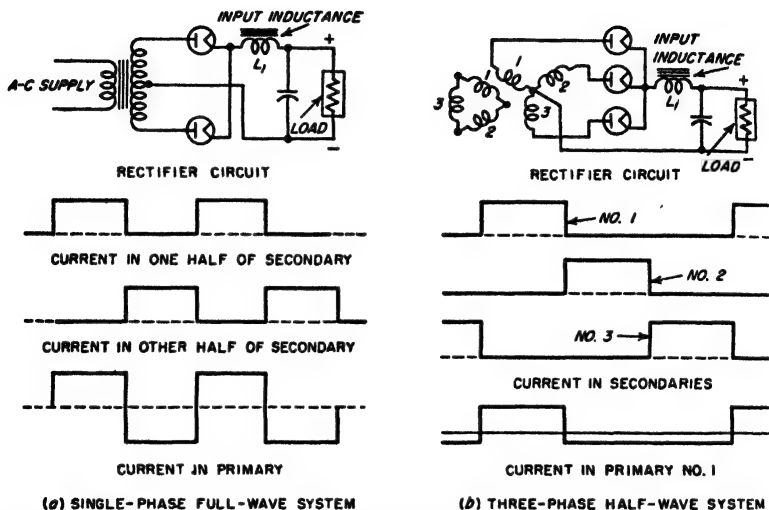 INPUT INDUCTANCE
L1
+
A-C SUPPLY
LOAD
−
RECTIFIER CIRCUIT
CURRENT IN ONE HALF OF SECONDARY
CURRENT IN OTHER HALF OF SECONDARY
CURRENT IN PRIMARY
(a) SINGLE-PHASE FULL-WAVE SYSTEM
INPUT
INDUCTANCE
1
1
2
3
3
2
L1
+
LOAD
−
RECTIFIER CIRCUIT
NO. 1
NO. 2
NO. 3
CURRENT IN SECONDARIES
CURRENT IN PRIMARY NO. 1
(b) THREE-PHASE HALF-WAVE SYSTEM